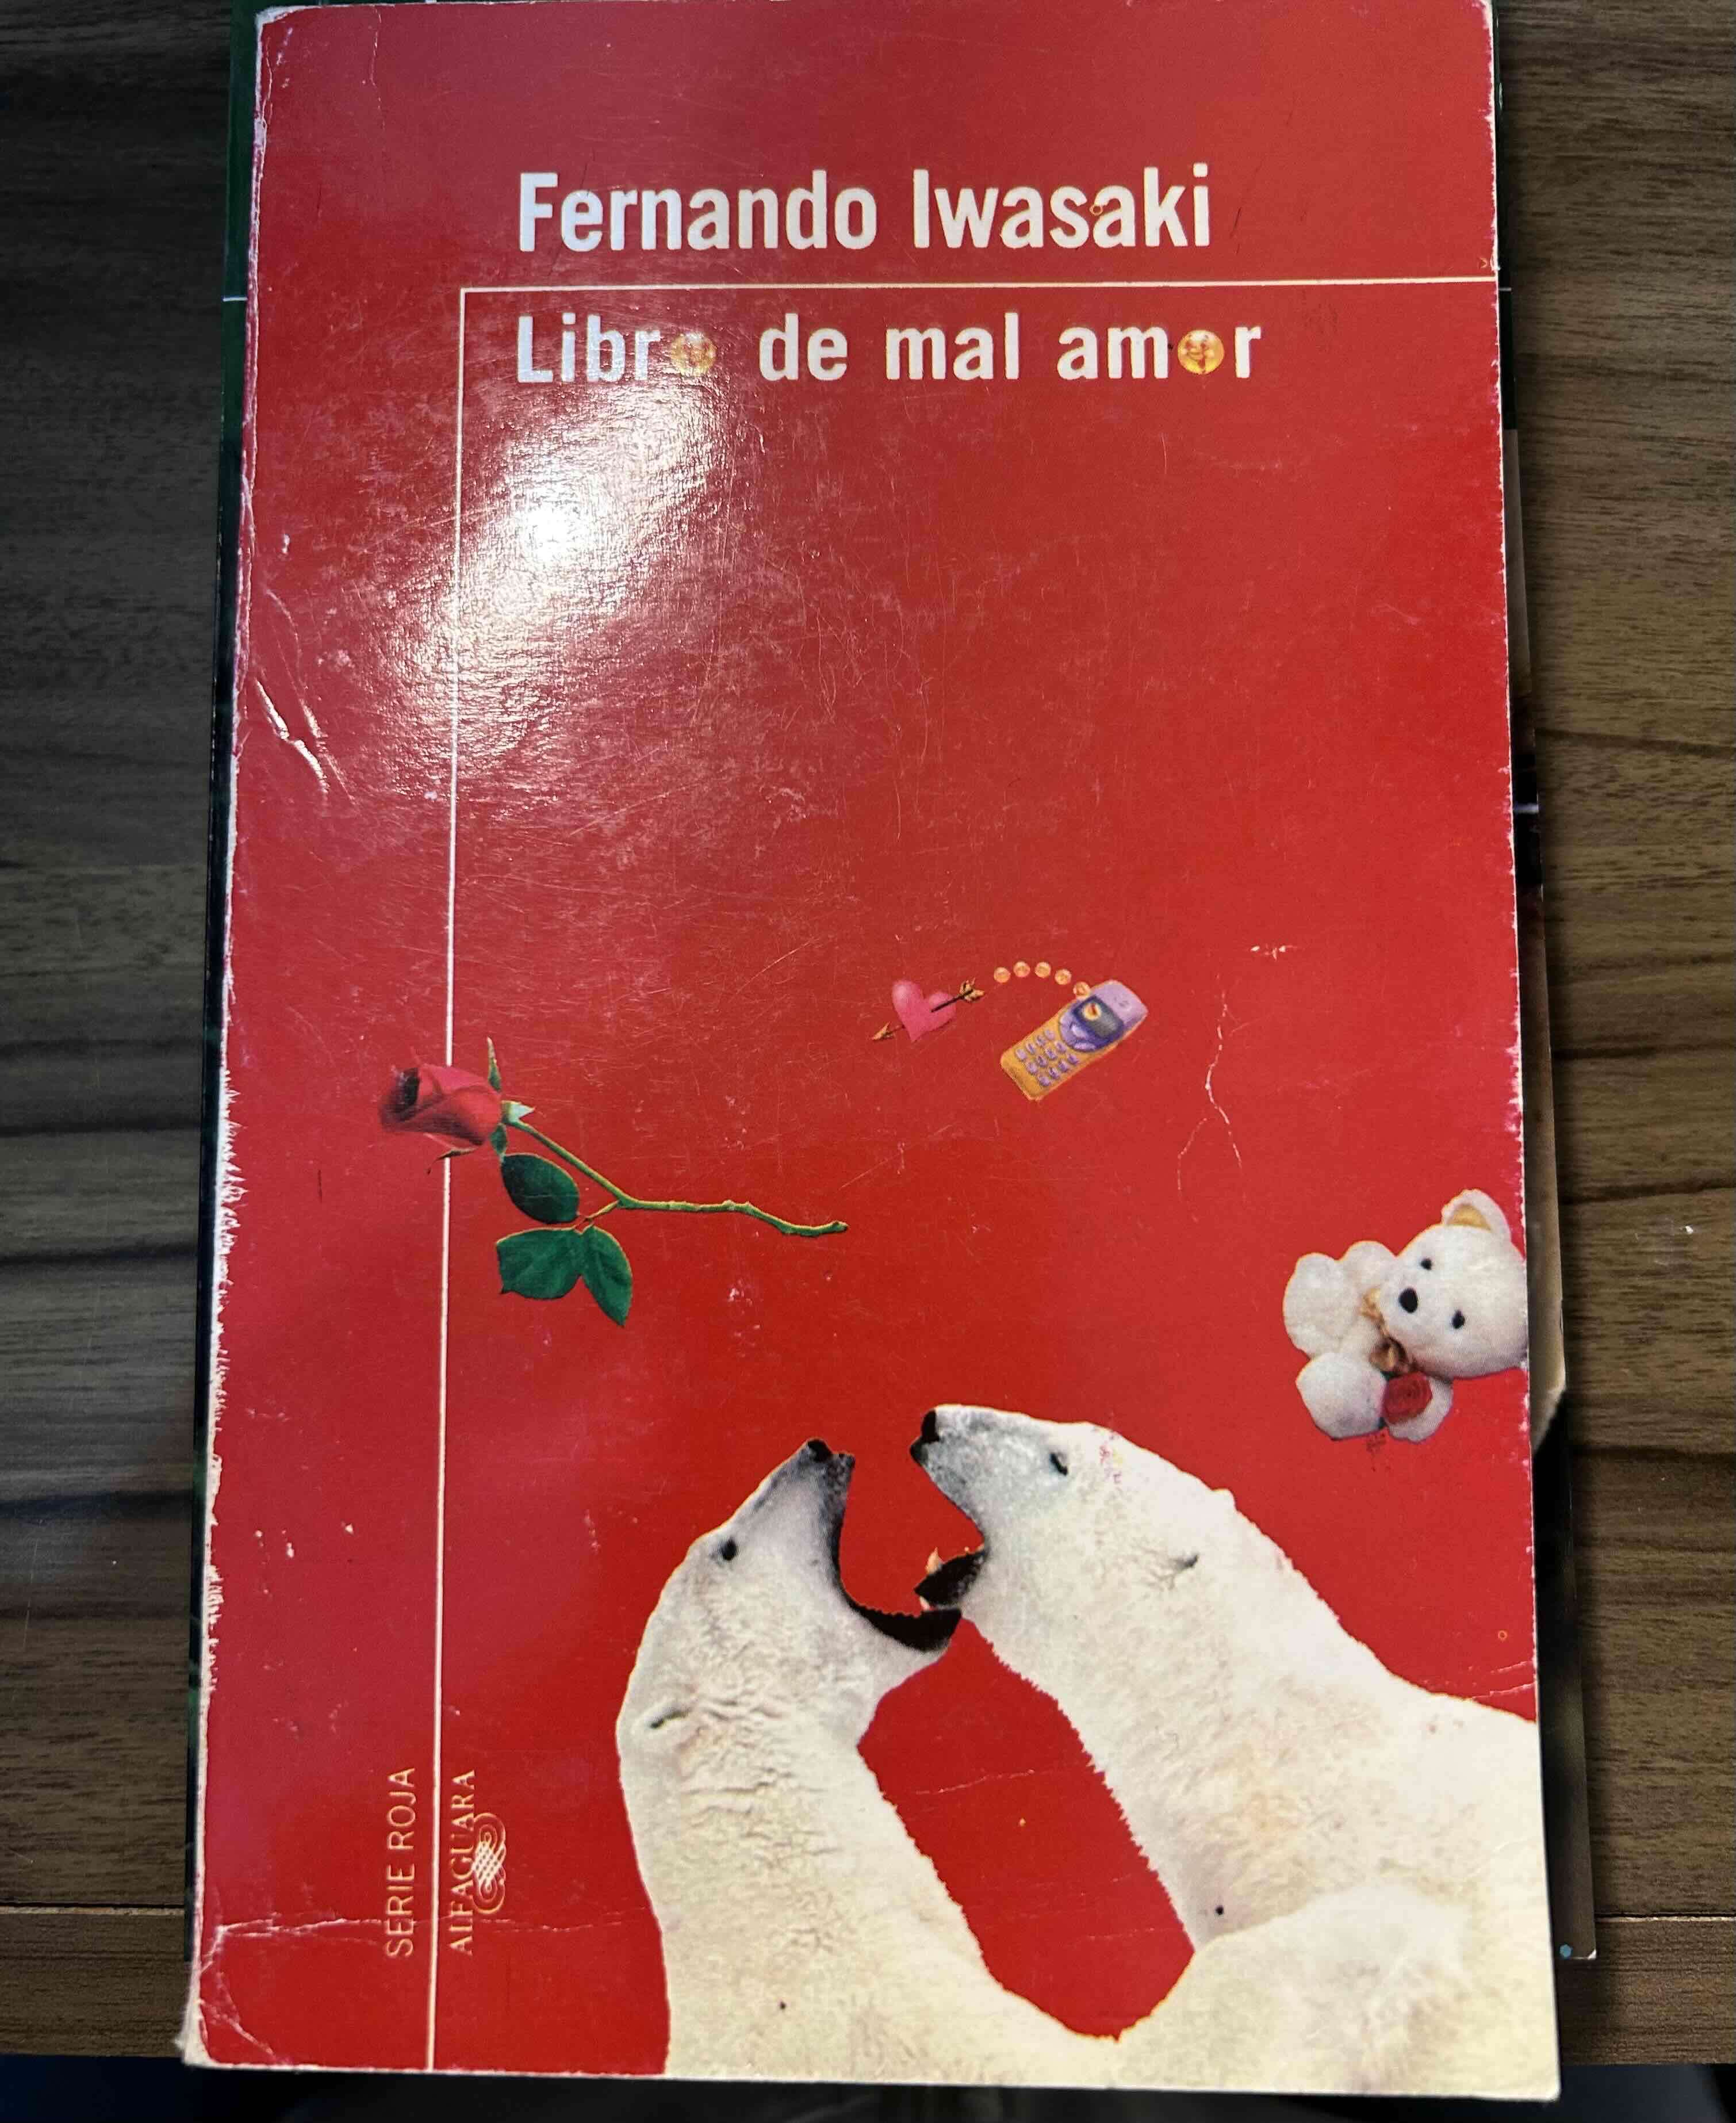 Fernando Iwasaki
Libro de mal amor
SERIE ROJA
ALFAGUARA